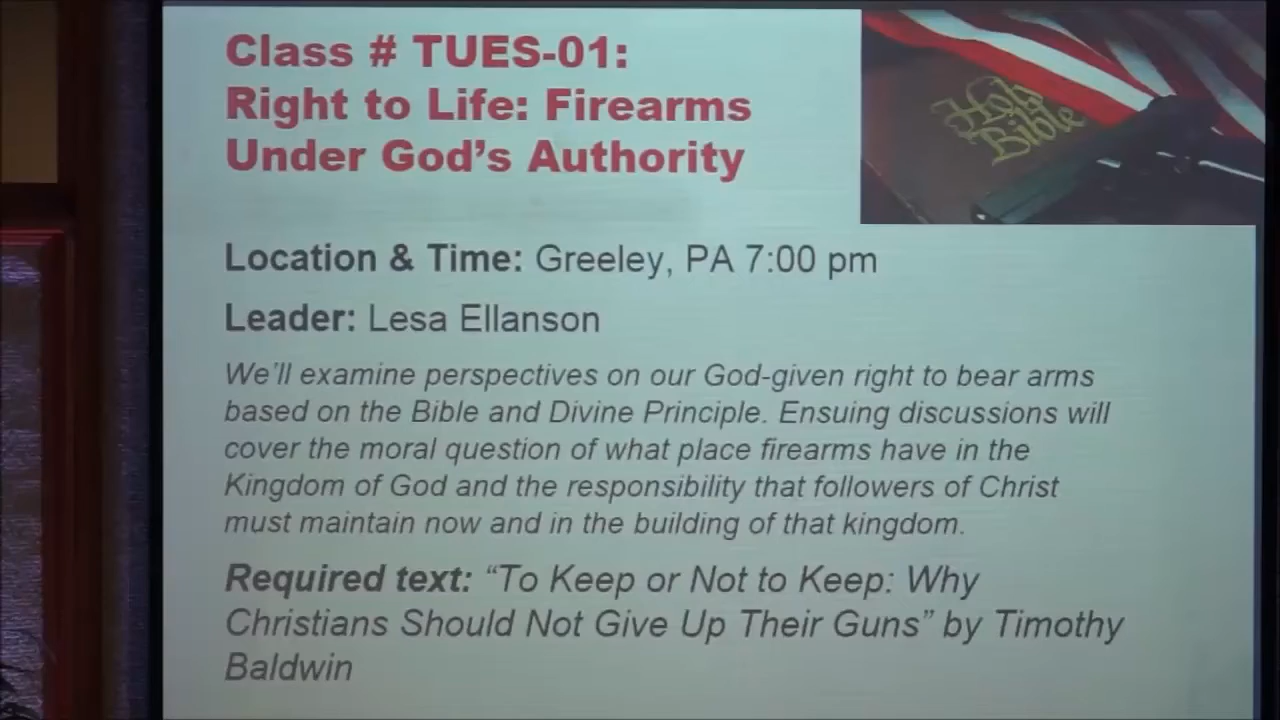 Class # TUES-01:
Right to Life: Firearms
Under God's Authority
Holy
Bible
Location & Time: Greeley, PA 7:00 pm
Leader: Lesa Ellanson
We'll examine perspectives on our God-given right to bear arms
based on the Bible and Divine Principle. Ensuing discussions will
cover the moral question of what place firearms have in the
Kingdom of God and the responsibility that followers of Christ
must maintain now and in the building of that kingdom.
Required text: “To Keep or Not to Keep: Why
Christians Should Not Give Up Their Guns” by Timothy
Baldwin